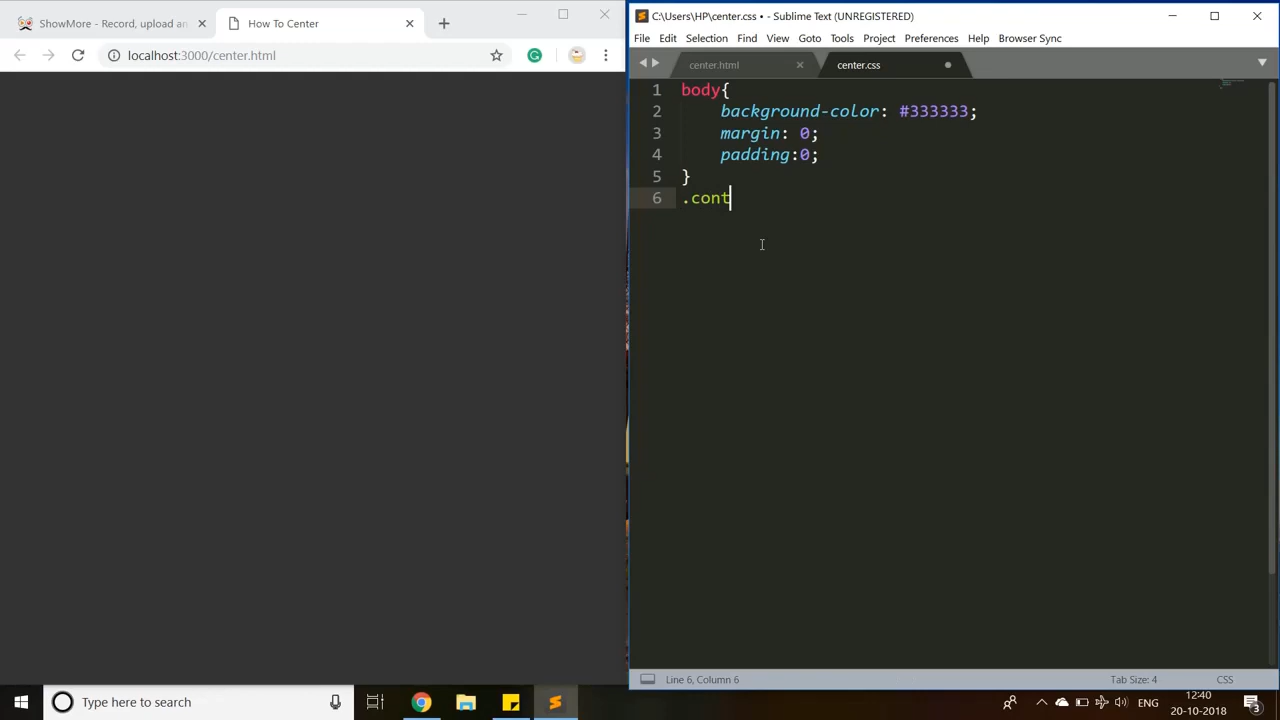 ShowMore - Record, upload an
How To Center
localhost:3000/center.html
C:\Users\HP\center.css • - Sublime Text (UNREGISTERED)
File Edit Selection Find View Goto Tools Project Preferences Help Browser Sync
center.html
center.css
1 body{
2 background-color: #333333;
3 margin: 0;
4 padding:0;
5 }
6 .cont
Line 6, Column 6
Tab Size: 4
CSS
Type here to search
ENG
12:40
20-10-2018
3